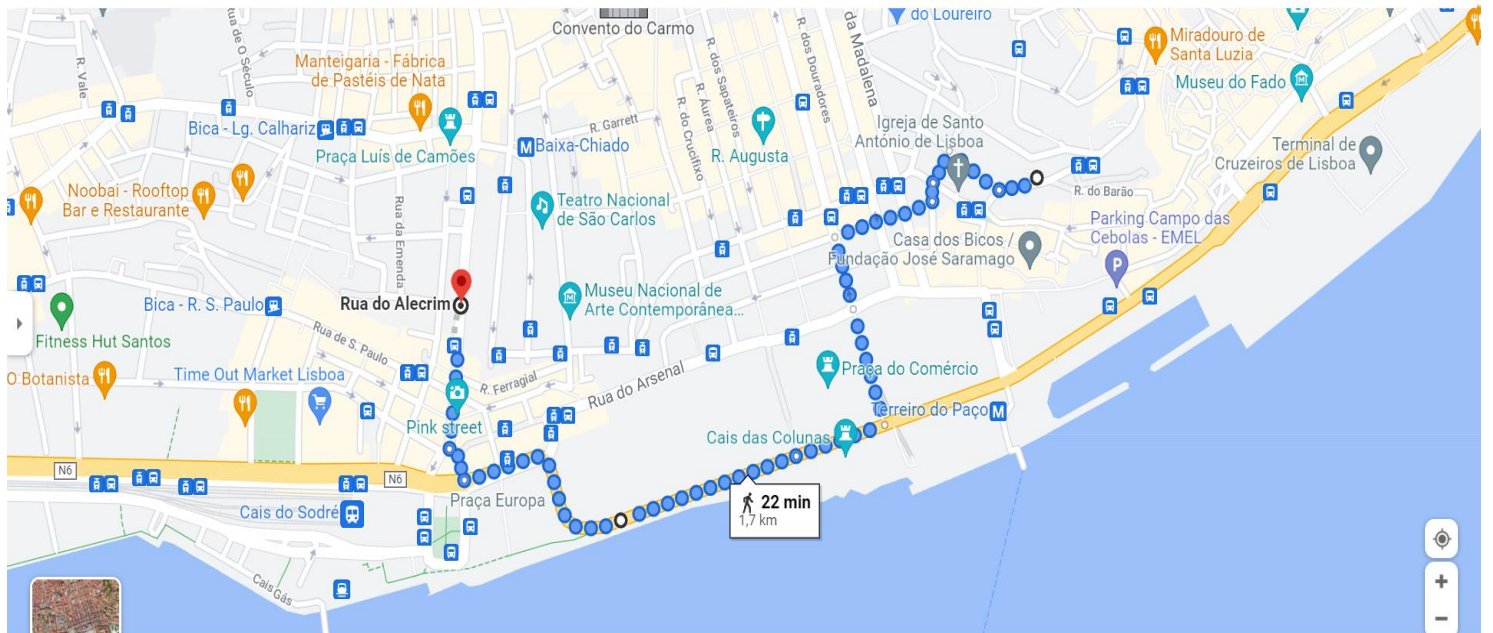 do Loureiro
da Madalena
Convento do Carmo
Rua de O Século
R. Vale
Miradouro de
Santa Luzia
R. dos Douradores
R. dos Sapateiros
R. Áurea
R. do Crucifixo
Manteigaria - Fábrica
de Pastéis de Nata
Museu do Fado
Bica - Lg. Calhariz
R. Garrett
Igreja de Santo
António de Lisboa
Praça Luís de Camões
M Baixa-Chiado
R. Augusta
Terminal de
Cruzeiros de Lisboa
Noobai - Rooftop
Bar e Restaurante
Rua da Emenda
Teatro Nacional
de São Carlos
R. do Barão
Parking Campo das
Cebolas - EMEL
P
Casa dos Bicos /
Fundação José Saramago
Bica - R. S. Paulo
Rua do Alecrim
Museu Nacional de
Arte Contemporânea...
Fitness Hut Santos
Rua de S. Paulo
O Botanista
Time Out Market Lisboa
R. Ferragial
Rua do Arsenal
Praça do Comércio
Pink street
Cais das Colunas
Terreiro do Paço M
N6
N6
Praça Europa
22 min
1,7 km
Cais do Sodré
Cais Gás
+
−